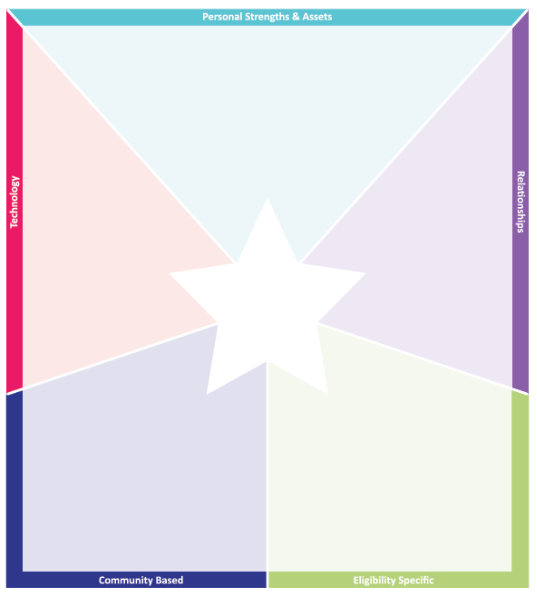 Personal Strengths & Assets
Technology
Relationships
Community Based
Eligibility Specific